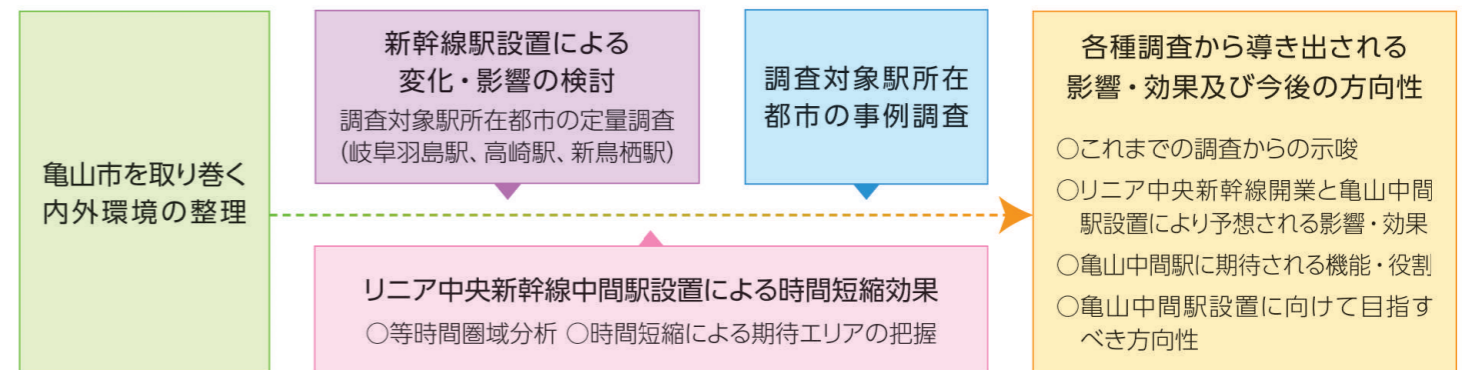 亀山市を取り巻く
内外環境の整理
新幹線駅設置による
変化・影響の検討
調査対象駅所在都市の定量調査
(岐阜羽島駅、高崎駅、新鳥栖駅)
調査対象駅所在
都市の事例調査
リニア中央新幹線中間駅設置による時間短縮効果
○等時間圏域分析 ○時間短縮による期待エリアの把握
各種調査から導き出される
影響・効果及び今後の方向性
○これまでの調査からの示唆
○リニア中央新幹線開業と亀山中間
駅設置により予想される影響・効果
○亀山中間駅に期待される機能・役割
○亀山中間駅設置に向けて目指す
べき方向性